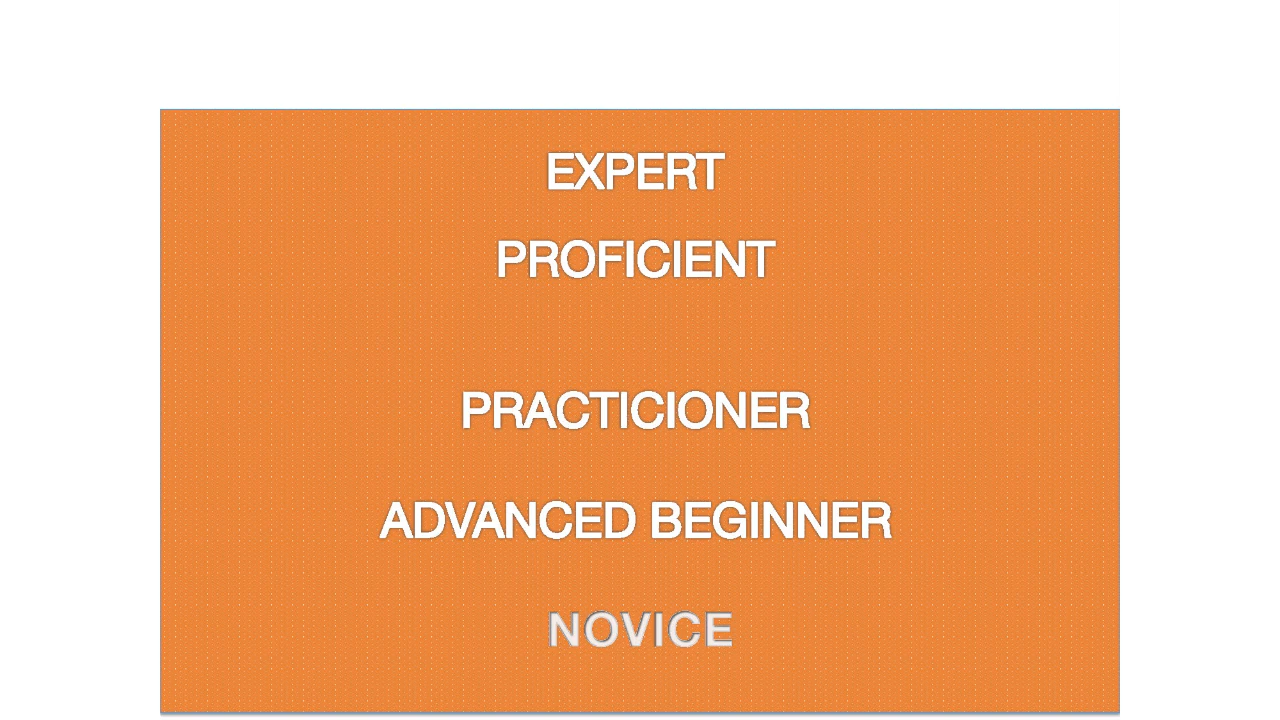 EXPERT
PROFICIENT
PRACTICIONER
ADVANCED BEGINNER
NOVICE